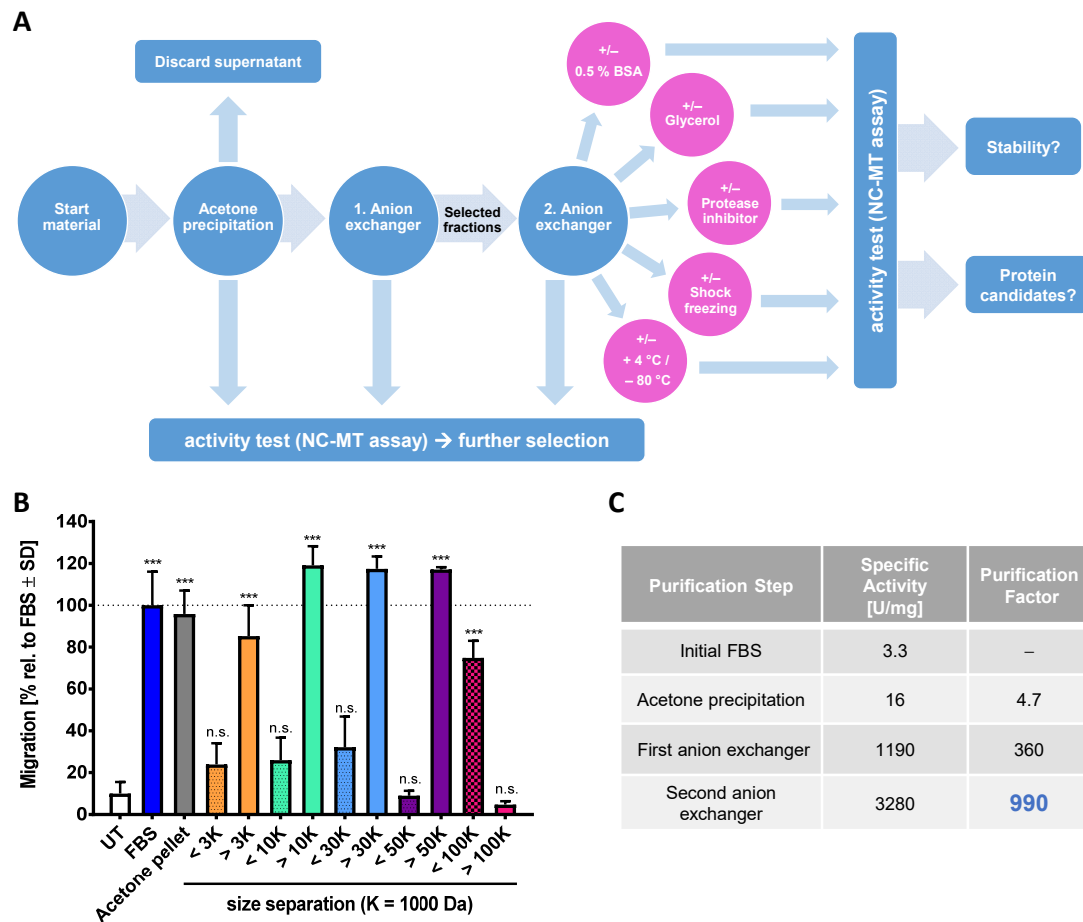 A
Discard supernatant
Start
material
Acetone
precipitation
1. Anion
exchanger
Selected
fractions
2. Anion
exchanger
+/–
0.5 % BSA
+/–
Glycerol
+/–
Protease
inhibitor
+/–
Shock
freezing
+/–
+ 4 °C /
– 80 °C
activity test (NC-MT assay)
Stability?
Protein
candidates?
activity test (NC-MT assay) → further selection
B
Migration [% rel. to FBS ± SD]
140
120
100
80
60
40
20
0
***
***
n.s.
***
n.s.
***
n.s.
***
n.s.
***
***
n.s.
UT
FBS
Acetone pellet
< 3K
> 3K
< 10K
> 10K
< 30K
> 30K
< 50K
> 50K
< 100K
> 100K
size separation (K = 1000 Da)
C
Purification Step
Specific
Activity
[U/mg]
Purification
Factor
Initial FBS 3.3 –
Acetone precipitation 16 4.7
First anion exchanger 1190 360
Second anion
exchanger 3280 990